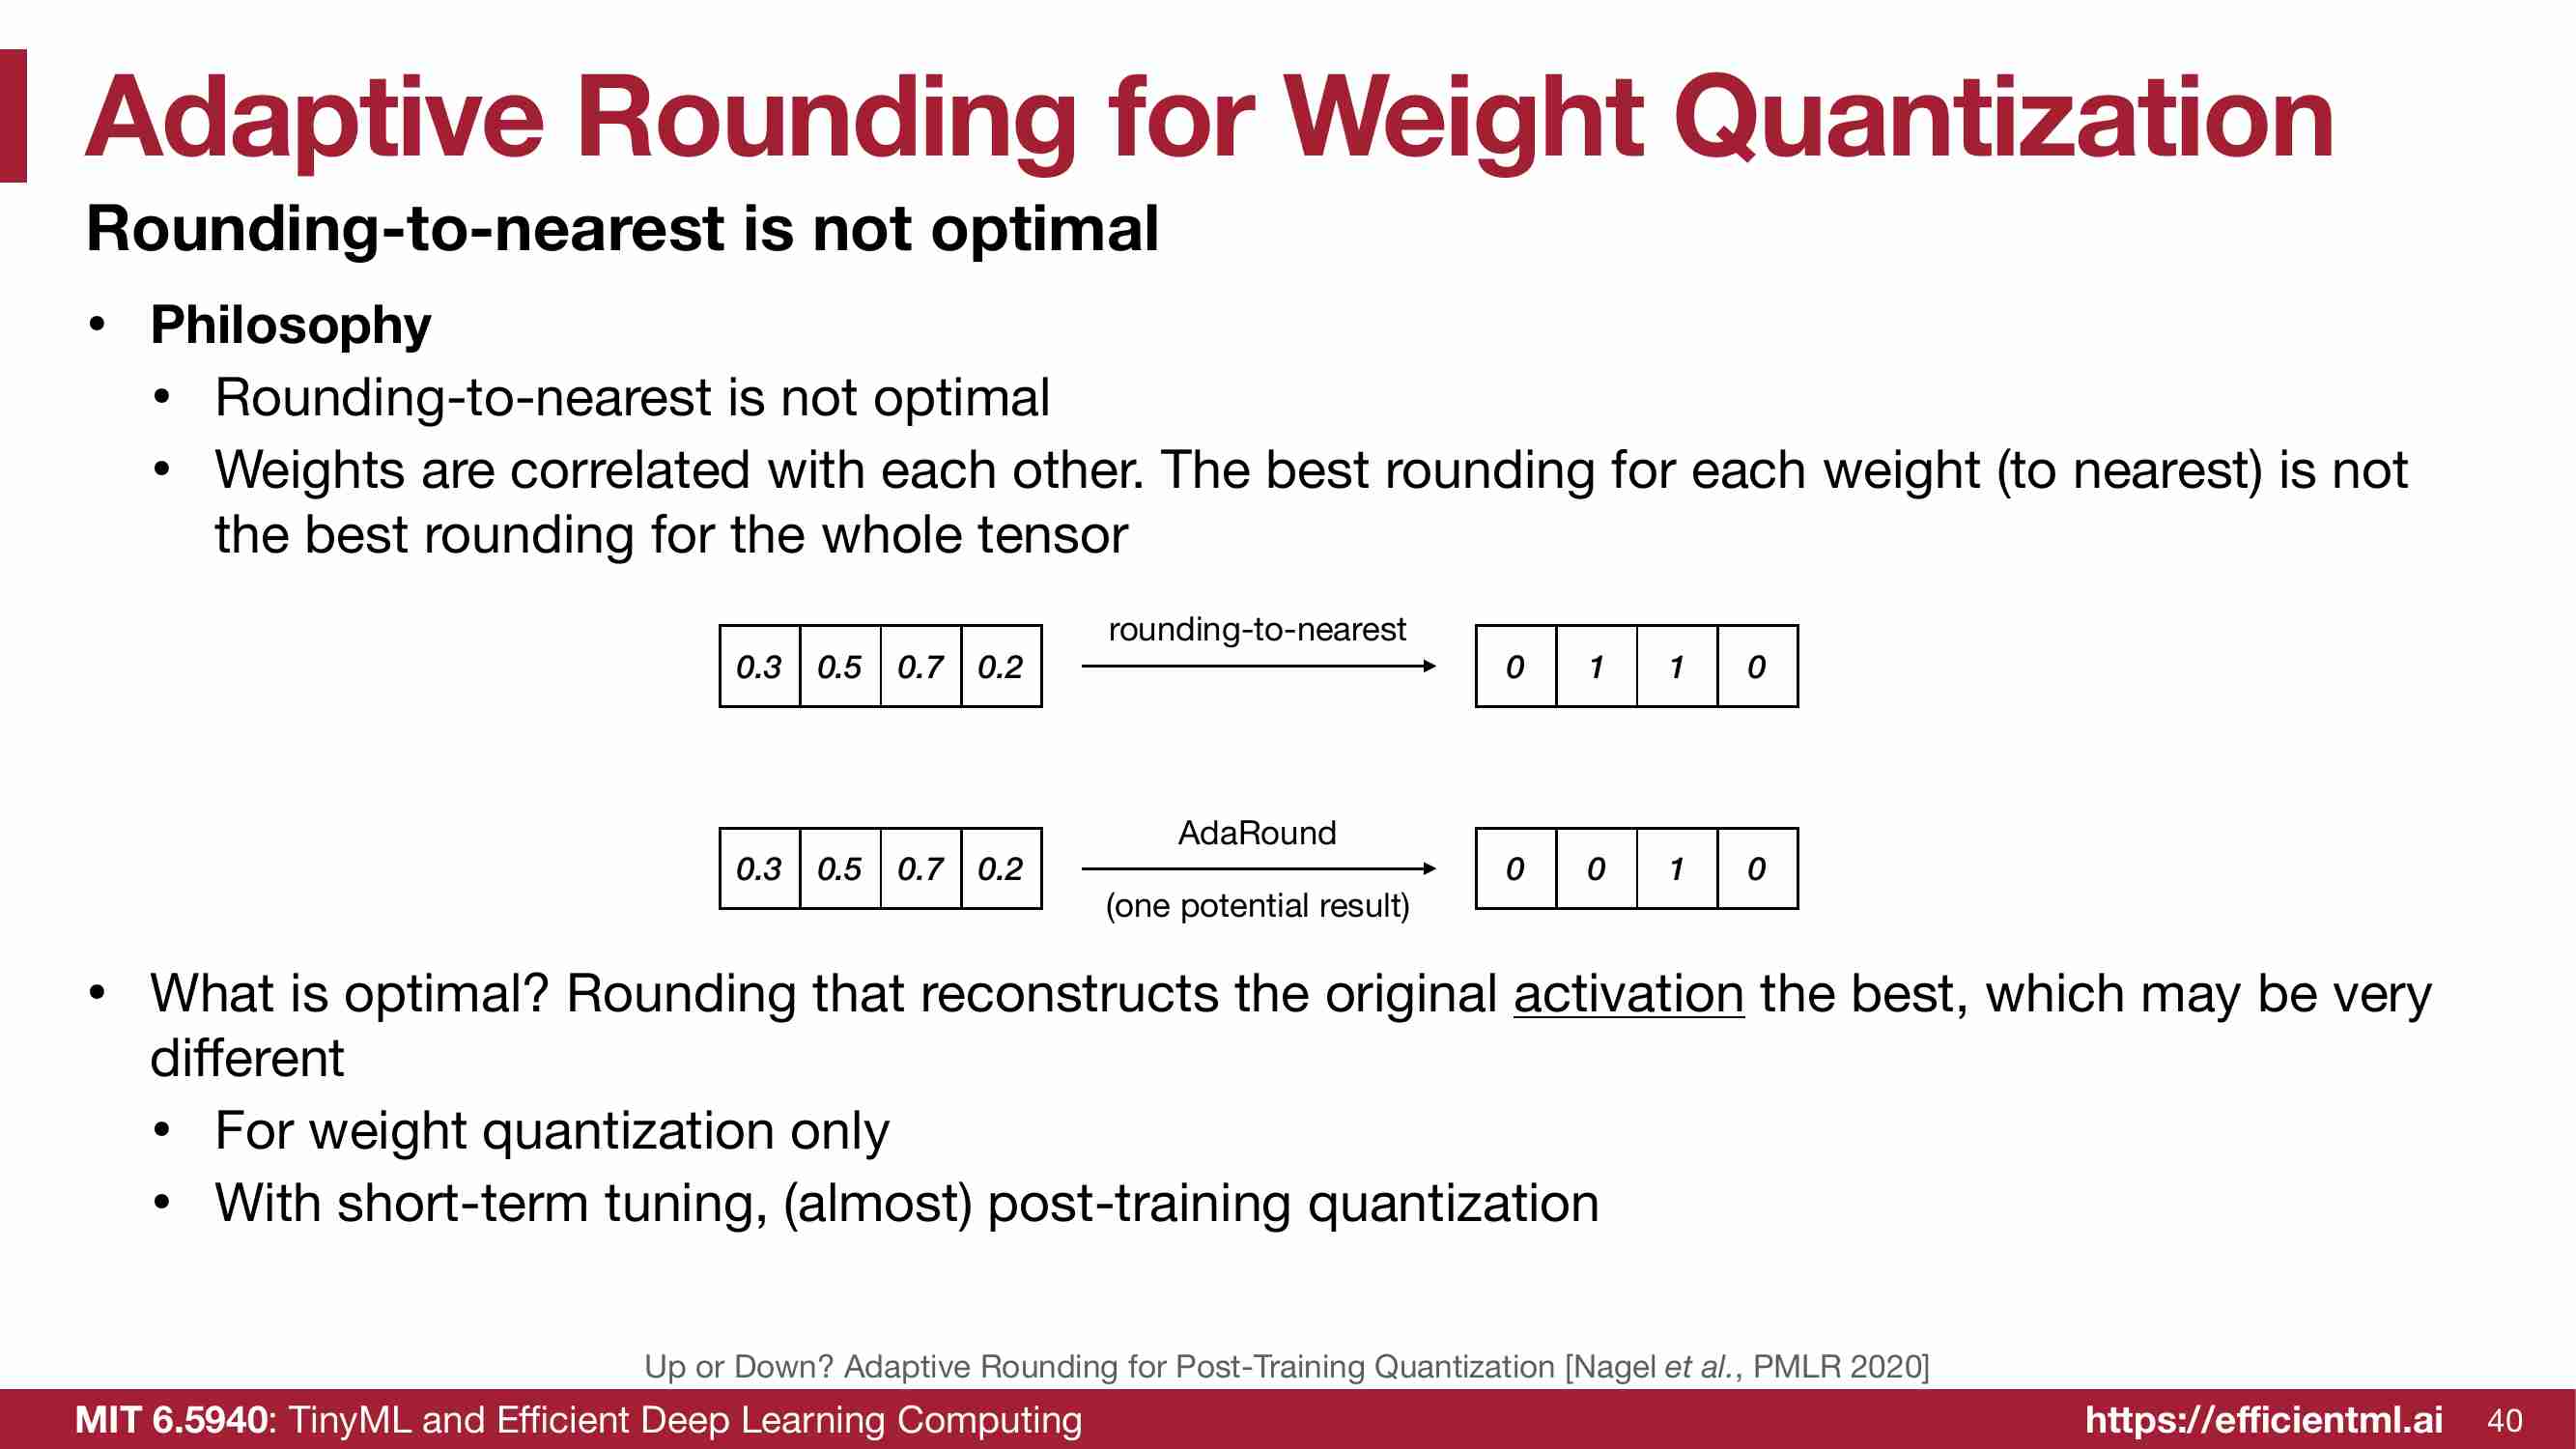 Adaptive Rounding for Weight Quantization
Rounding-to-nearest is not optimal
• Philosophy
• Rounding-to-nearest is not optimal
• Weights are correlated with each other. The best rounding for each weight (to nearest) is not
the best rounding for the whole tensor
rounding-to-nearest
0.3 0.5 0.7 0.2 0 1 1 0
AdaRound
0.3 0.5 0.7 0.2 0 0 1 0
(one potential result)
• What is optimal? Rounding that reconstructs the original activation the best, which may be very
different
• For weight quantization only
• With short-term tuning, (almost) post-training quantization
Up or Down? Adaptive Rounding for Post-Training Quantization [Nagel et al., PMLR 2020]
MIT 6.5940: TinyML and Efficient Deep Learning Computing https://efficientml.ai 40